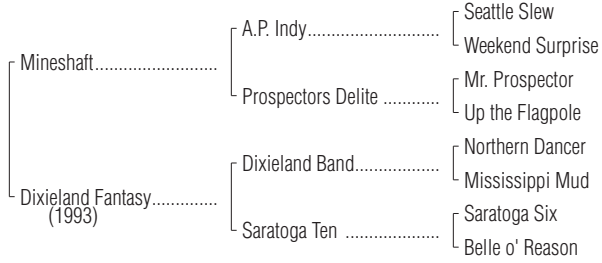 Seattle Slew
A.P. Indy............................
Weekend Surprise
Mineshaft..........................
Mr. Prospector
Prospectors Delite ............
Up the Flagpole
Northern Dancer
Dixieland Band..................
Mississippi Mud
Dixieland Fantasy..............
(1993)
Saratoga Six
Saratoga Ten ....................
Belle o' Reason